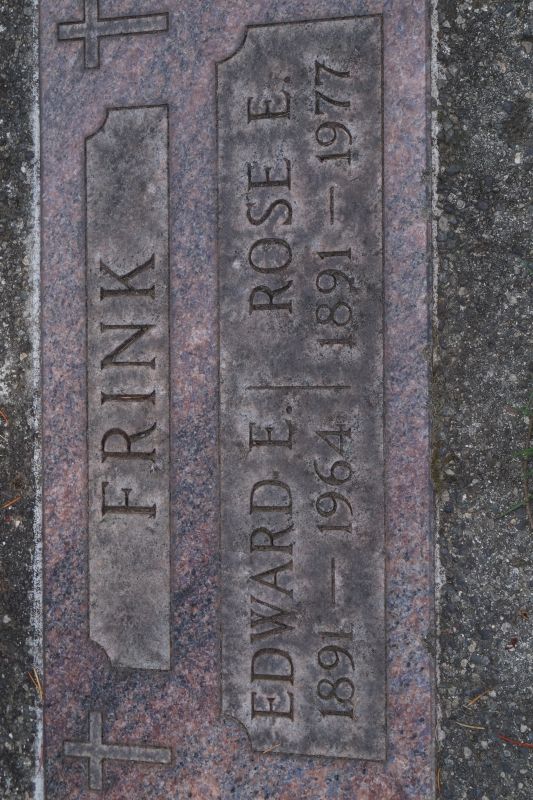 FRINK
EDWARD E. ROSE E.
1891 — 1964 1891 — 1977